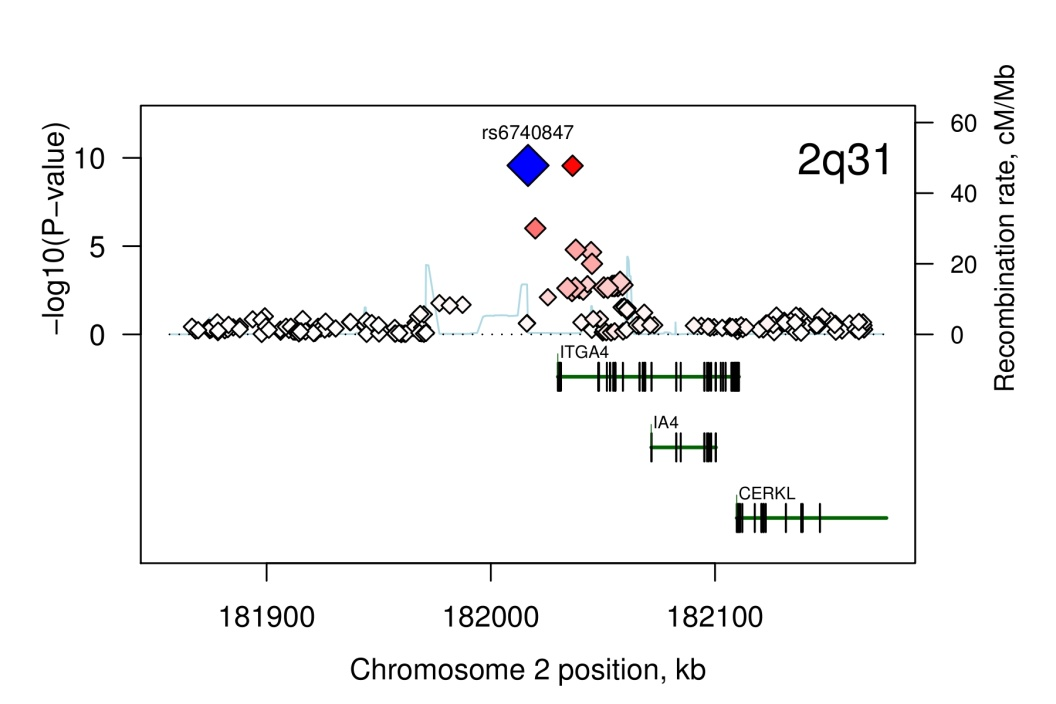 rs6740847
2q31
−log10(P−value)
10
5
0
60
40
20
0
Recombination rate, cM/Mb
ITGA4
IA4
CERKL
181900
182000
182100
Chromosome 2 position, kb